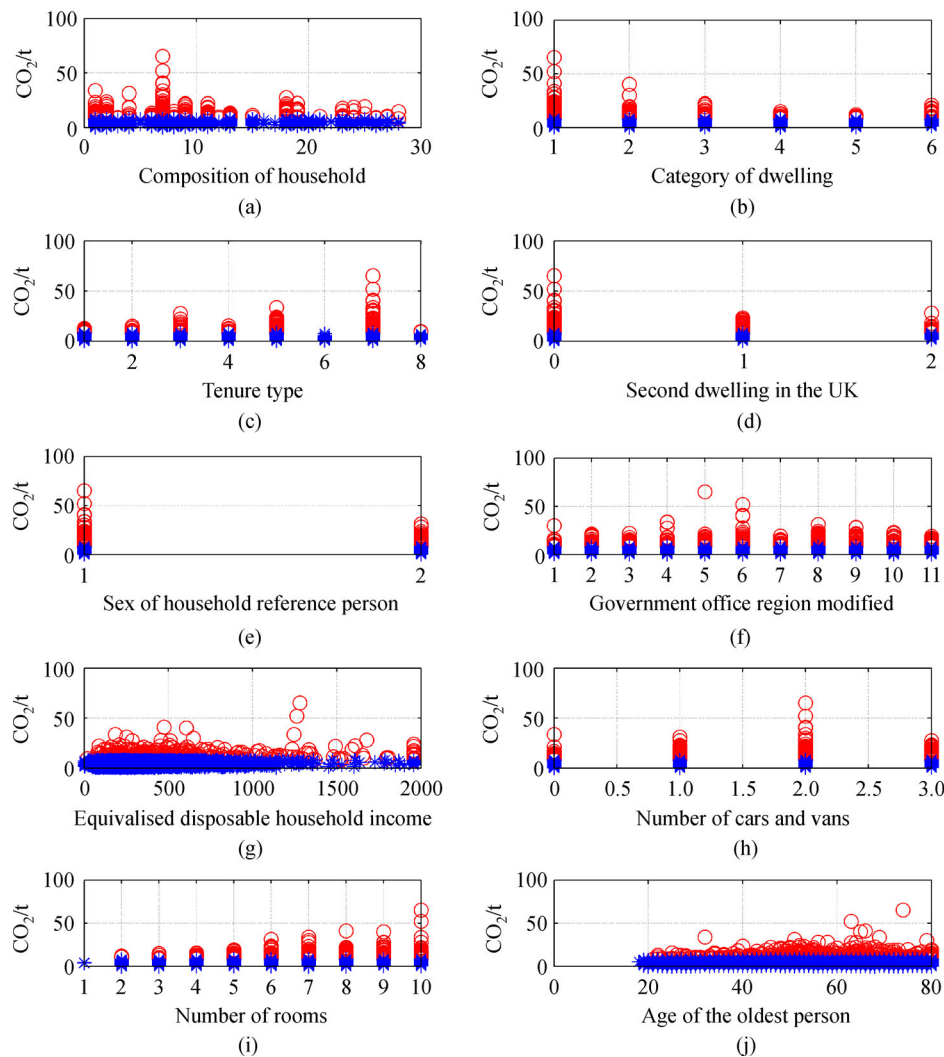 100
50
0
CO₂/t
0 10 20 30
Composition of household
(a)
100
50
0
CO₂/t
1 2 3 4 5 6
Category of dwelling
(b)
100
50
0
CO₂/t
2 4 6 8
Tenure type
(c)
100
50
0
CO₂/t
0 1 2
Second dwelling in the UK
(d)
100
50
0
CO₂/t
1 2
Sex of household reference person
(e)
100
50
0
CO₂/t
1 2 3 4 5 6 7 8 9 10 11
Government office region modified
(f)
100
50
0
CO₂/t
0 500 1000 1500 2000
Equivalised disposable household income
(g)
100
50
0
CO₂/t
0 0.5 1.0 1.5 2.0 2.5 3.0
Number of cars and vans
(h)
100
50
0
CO₂/t
1 2 3 4 5 6 7 8 9 10
Number of rooms
(i)
100
50
0
CO₂/t
0 20 40 60 80
Age of the oldest person
(j)